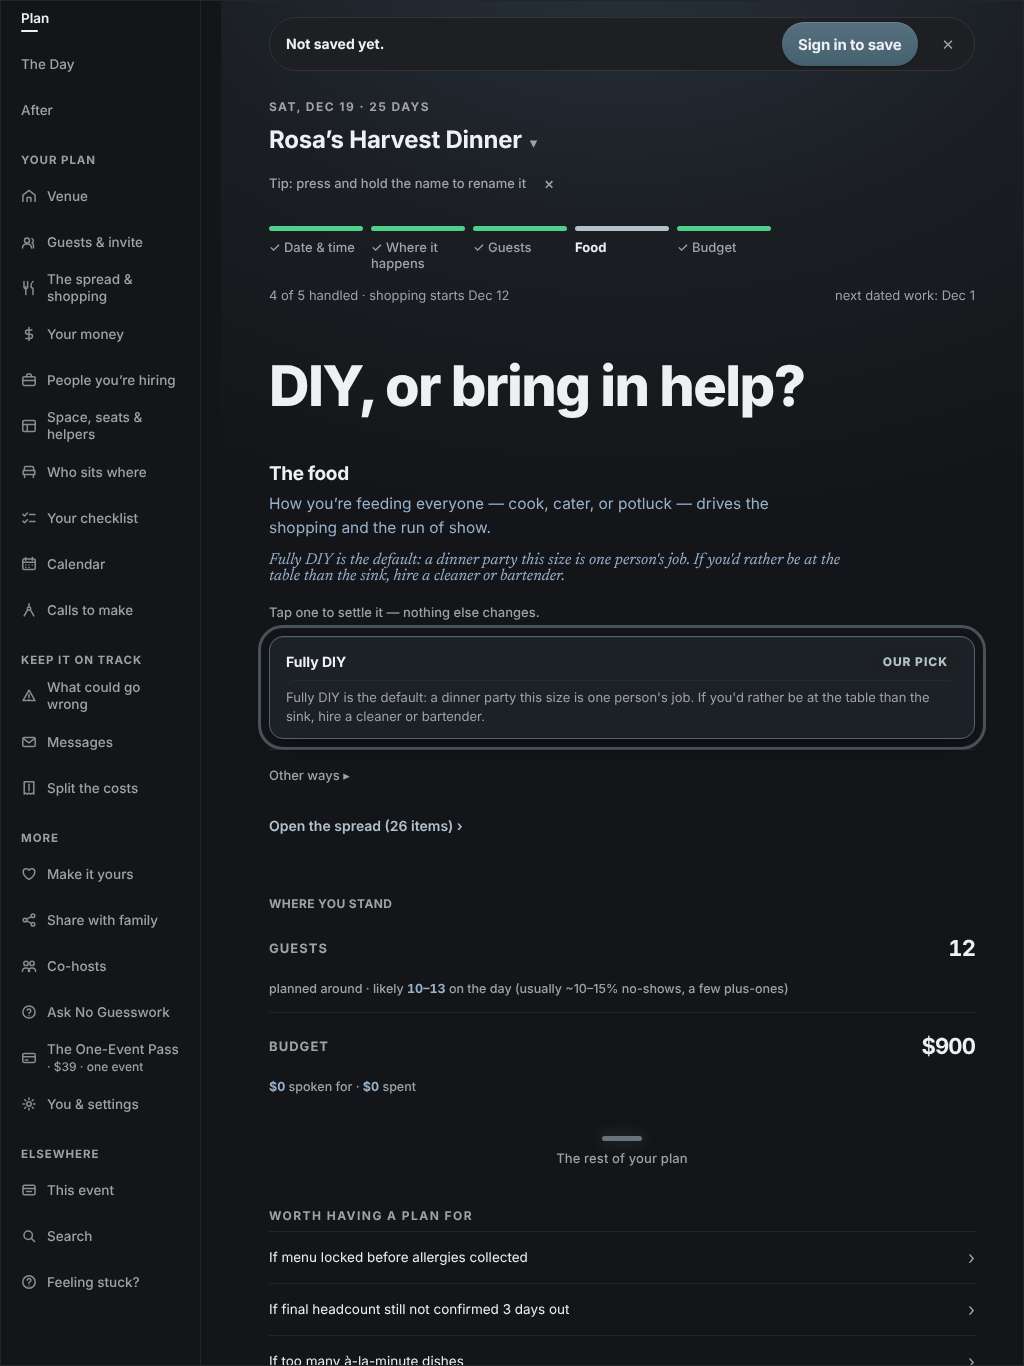 Plan
The Day
After
YOUR PLAN
Venue
Guests & invite
The spread &
shopping
Your money
People you’re hiring
Space, seats &
helpers
Who sits where
Your checklist
Calendar
Calls to make
KEEP IT ON TRACK
What could go
wrong
Messages
Split the costs
MORE
Make it yours
Share with family
Co-hosts
Ask No Guesswork
The One-Event Pass
· $39 · one event
You & settings
ELSEWHERE
This event
Search
Feeling stuck?
Not saved yet.
Sign in to save ×
SAT, DEC 19 · 25 DAYS
Rosa’s Harvest Dinner ▾
Tip: press and hold the name to rename it ×
✓ Date & time
✓ Where it
happens
✓ Guests
Food
✓ Budget
4 of 5 handled · shopping starts Dec 12
next dated work: Dec 1
DIY, or bring in help?
The food
How you’re feeding everyone — cook, cater, or potluck — drives the
shopping and the run of show.
Fully DIY is the default: a dinner party this size is one person's job. If you'd rather be at the
table than the sink, hire a cleaner or bartender.
Tap one to settle it — nothing else changes.
Fully DIY
OUR PICK
Fully DIY is the default: a dinner party this size is one person's job. If you'd rather be at the table than the
sink, hire a cleaner or bartender.
Other ways ▸
Open the spread (26 items) ›
WHERE YOU STAND
GUESTS
12
planned around · likely 10–13 on the day (usually ~10–15% no-shows, a few plus-ones)
BUDGET
$900
$0 spoken for · $0 spent
The rest of your plan
WORTH HAVING A PLAN FOR
If menu locked before allergies collected ›
If final headcount still not confirmed 3 days out ›
If too many à-la-minute dishes ›